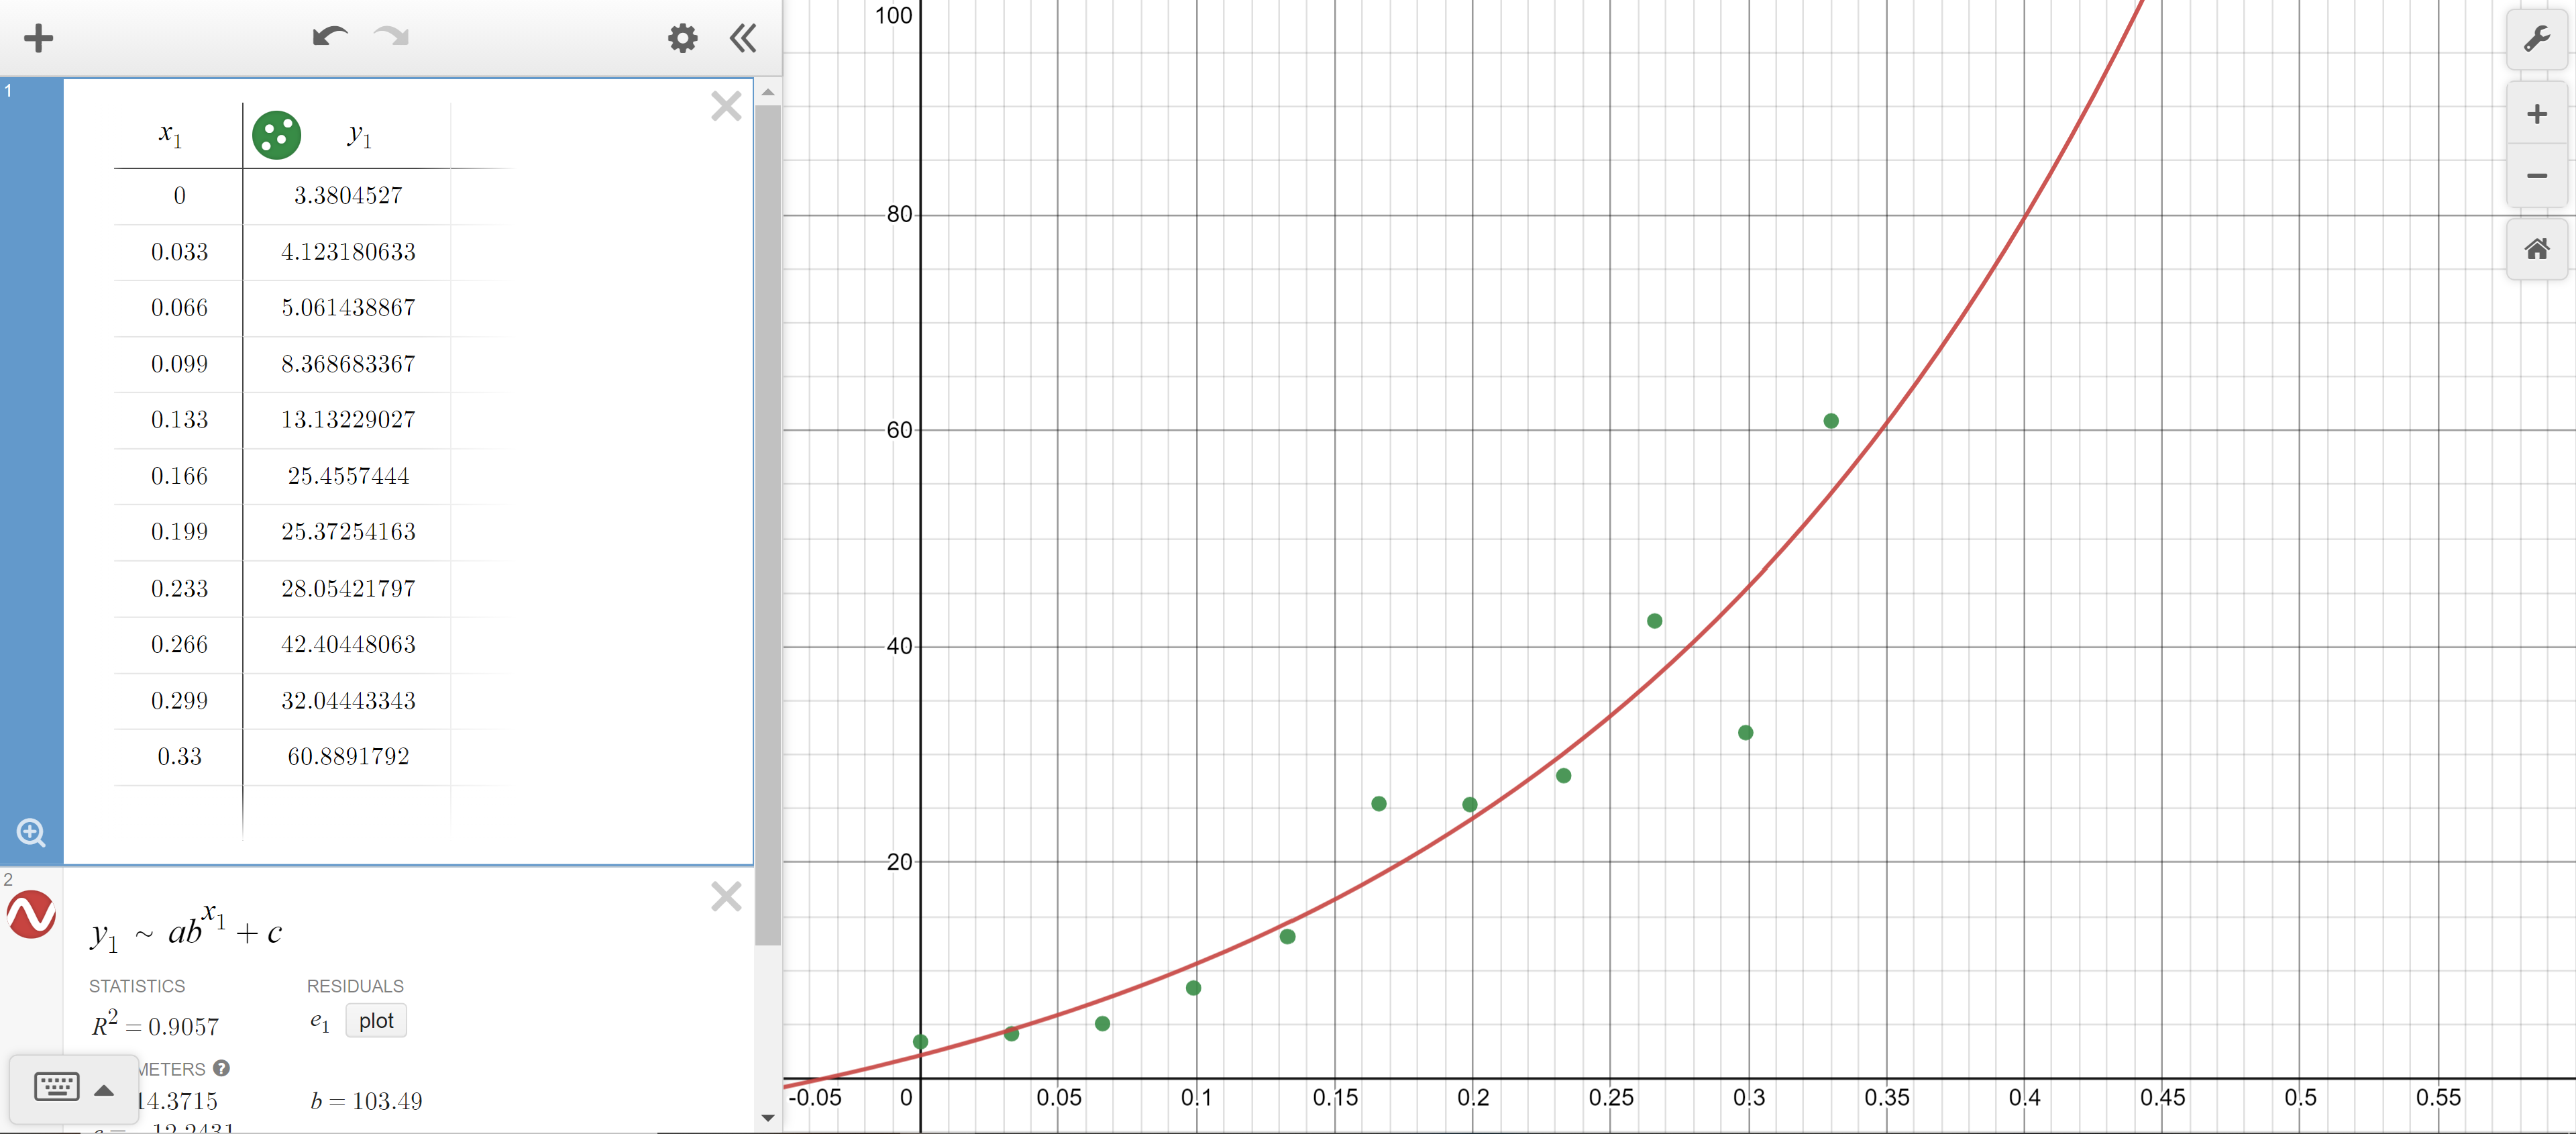 1
x₁ y₁
0 3.3804527
0.033 4.123180633
0.066 5.061438867
0.099 8.368683367
0.133 13.13229027
0.166 25.4557444
0.199 25.37254163
0.233 28.05421797
0.266 42.40448063
0.299 32.04443343
0.33 60.8891792
2
y₁ ~ ab^x₁ + c
STATISTICS RESIDUALS
R² = 0.9057 e₁ plot
METERS ?
14.3715 b = 103.49
100
80
60
40
20
-0.05 0 0.05 0.1 0.15 0.2 0.25 0.3 0.35 0.4 0.45 0.5 0.55